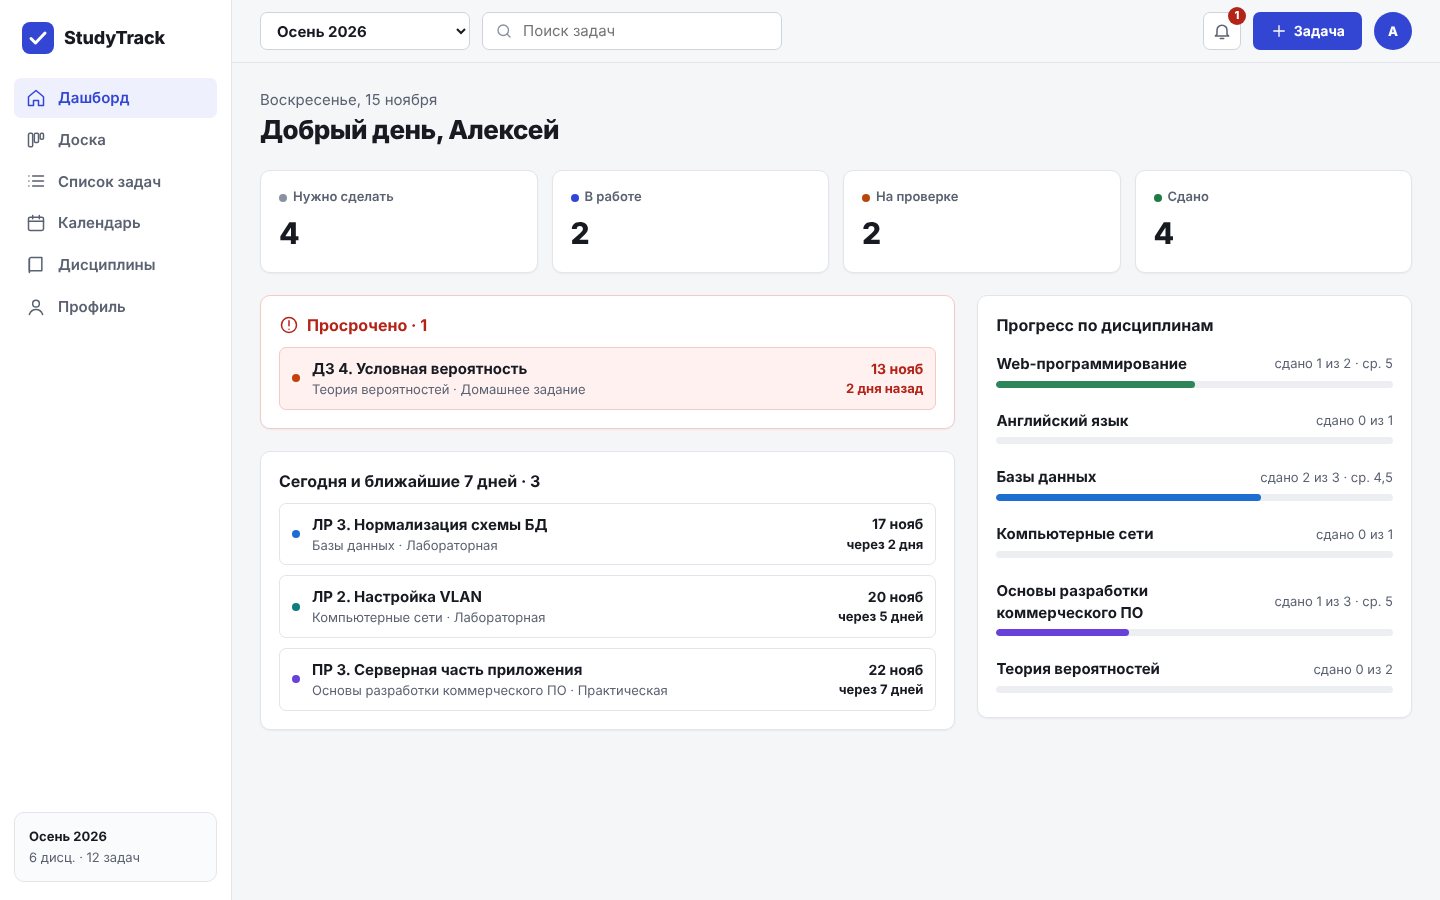 StudyTrack
Дашборд
Доска
Список задач
Календарь
Дисциплины
Профиль
Осень 2026
6 дисц. · 12 задач
Осень 2026
Поиск задач
1
Задача
А
Воскресенье, 15 ноября
Добрый день, Алексей
Нужно сделать
4
В работе
2
На проверке
2
Сдано
4
Просрочено · 1
ДЗ 4. Условная вероятность
13 нояб
Теория вероятностей · Домашнее задание
2 дня назад
Сегодня и ближайшие 7 дней · 3
ЛР 3. Нормализация схемы БД
17 нояб
Базы данных · Лабораторная
через 2 дня
ЛР 2. Настройка VLAN
20 нояб
Компьютерные сети · Лабораторная
через 5 дней
ПР 3. Серверная часть приложения
22 нояб
Основы разработки коммерческого ПО · Практическая
через 7 дней
Прогресс по дисциплинам
Web-программирование
сдано 1 из 2 · ср. 5
Английский язык
сдано 0 из 1
Базы данных
сдано 2 из 3 · ср. 4,5
Компьютерные сети
сдано 0 из 1
Основы разработки
коммерческого ПО
сдано 1 из 3 · ср. 5
Теория вероятностей
сдано 0 из 2